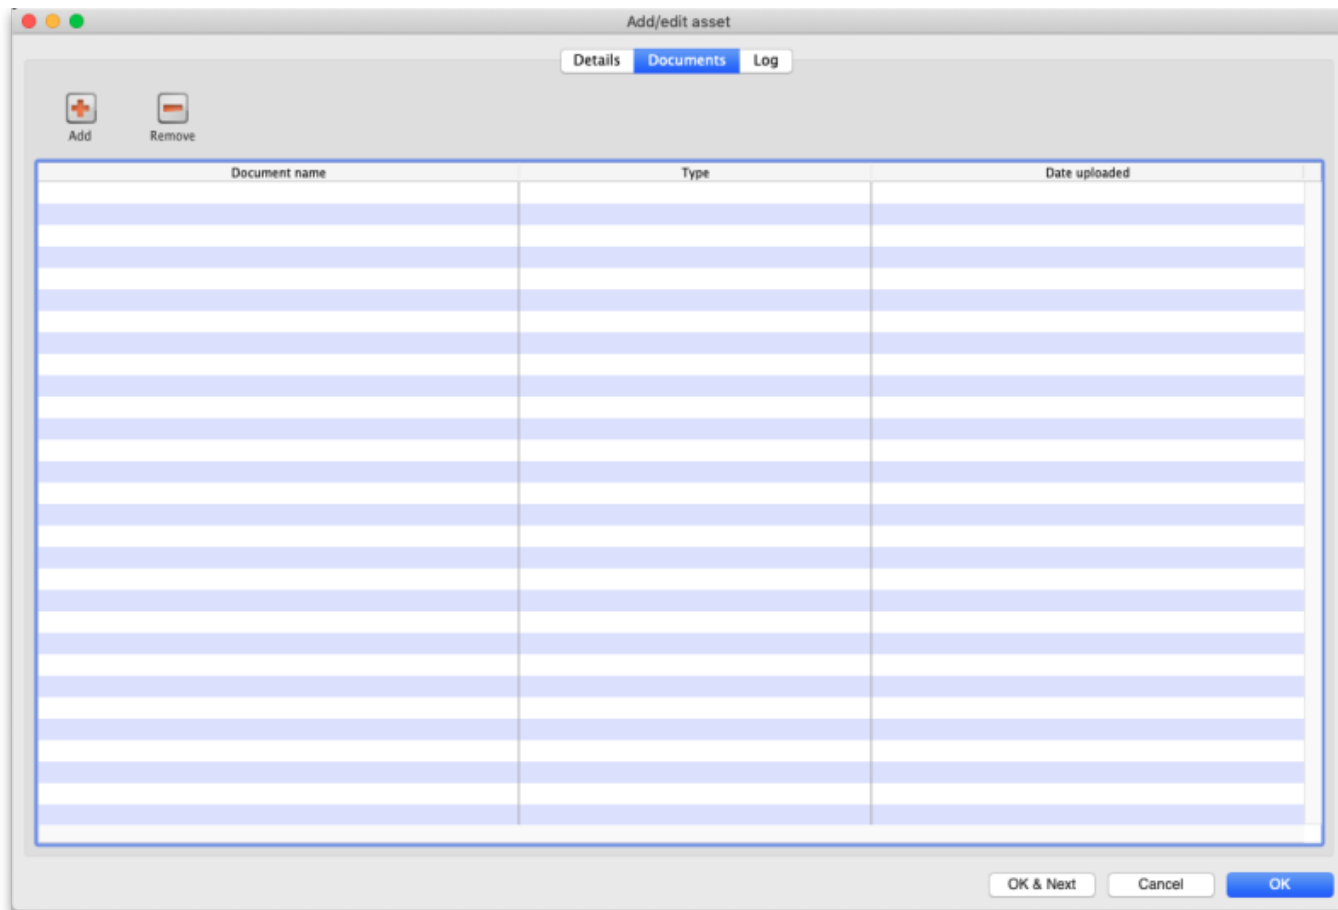 Add/edit asset
Details Documents Log
Add Remove
Document name Type Date uploaded
OK & Next Cancel OK